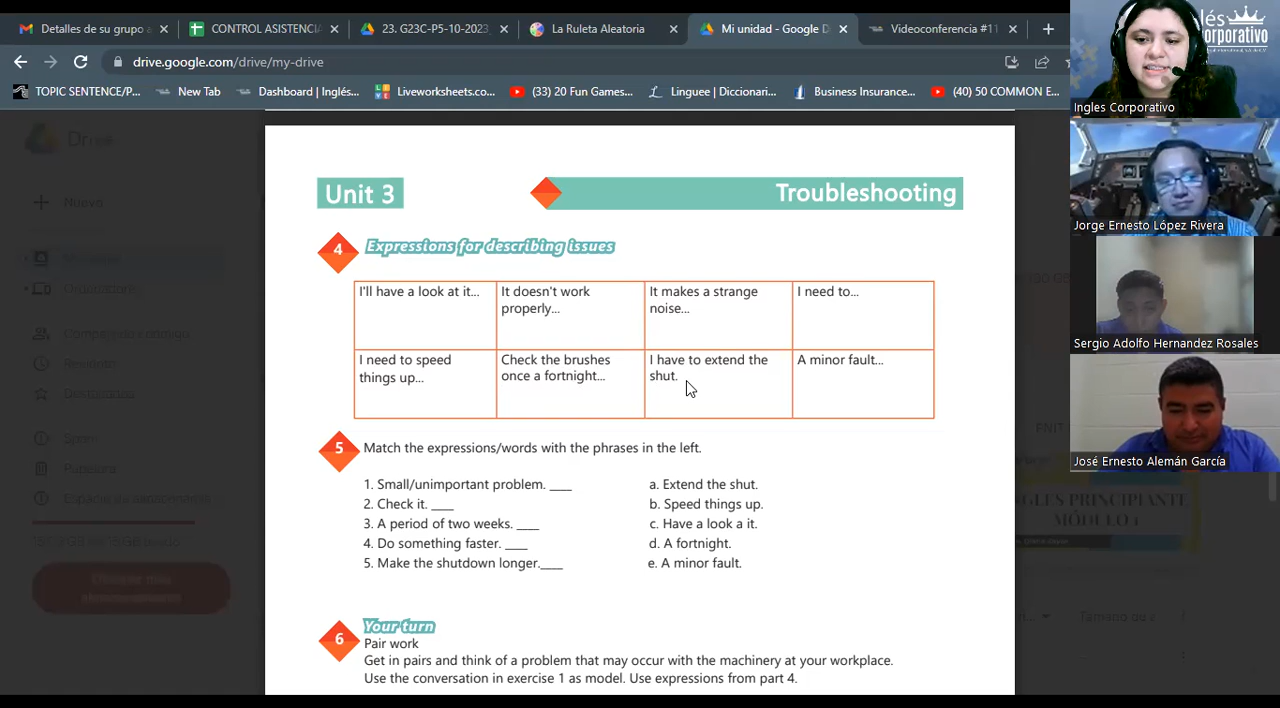 Detalles de su grupo a
CONTROL ASISTENCIA
23. G23C-P5-10-2023
La Ruleta Aleatoria
Mi unidad - Google D
Videoconferencia #11
drive.google.com/drive/my-drive
TOPIC SENTENCE/P...
New Tab
Dashboard | Inglés...
Liveworksheets.co...
(33) 20 Fun Games...
Linguee | Diccionari...
Business Insurance...
(40) 50 COMMON E...
Unit 3
Troubleshooting
4
Expressions for describing issues
I'll have a look at it...
It doesn't work
properly...
It makes a strange
noise...
I need to...
I need to speed
things up...
Check the brushes
once a fortnight...
I have to extend the
shut.
A minor fault...
5
Match the expressions/words with the phrases in the left.
1. Small/unimportant problem. ____
a. Extend the shut.
2. Check it. ____
b. Speed things up.
3. A period of two weeks. ____
c. Have a look a it.
4. Do something faster. ____
d. A fortnight.
5. Make the shutdown longer.____
e. A minor fault.
6
Your turn
Pair work
Get in pairs and think of a problem that may occur with the machinery at your workplace.
Use the conversation in exercise 1 as model. Use expressions from part 4.
Nuevo
Compartidos conmigo
Papelera
INGLES PRINCIPIANTE
MÓDULO 1
Ingles Corporativo
Jorge Ernesto López Rivera
Sergio Adolfo Hernandez Rosales
José Ernesto Alemán García